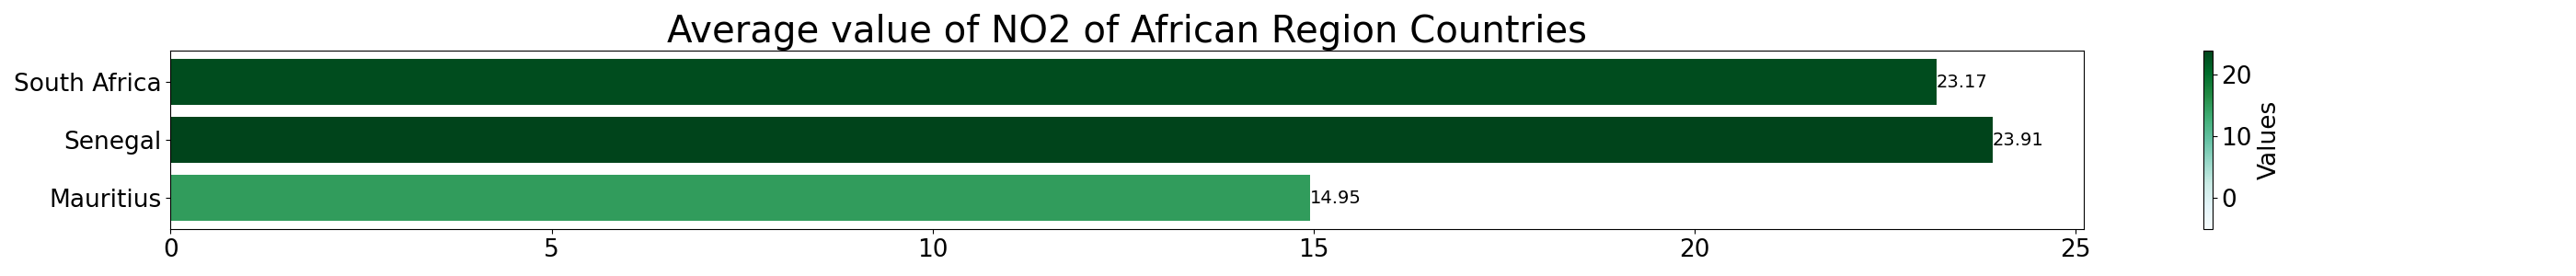 Average value of NO2 of African Region Countries
South Africa
23.17
Senegal
23.91
Mauritius
14.95
0
5
10
15
20
25
20
10
0
Values